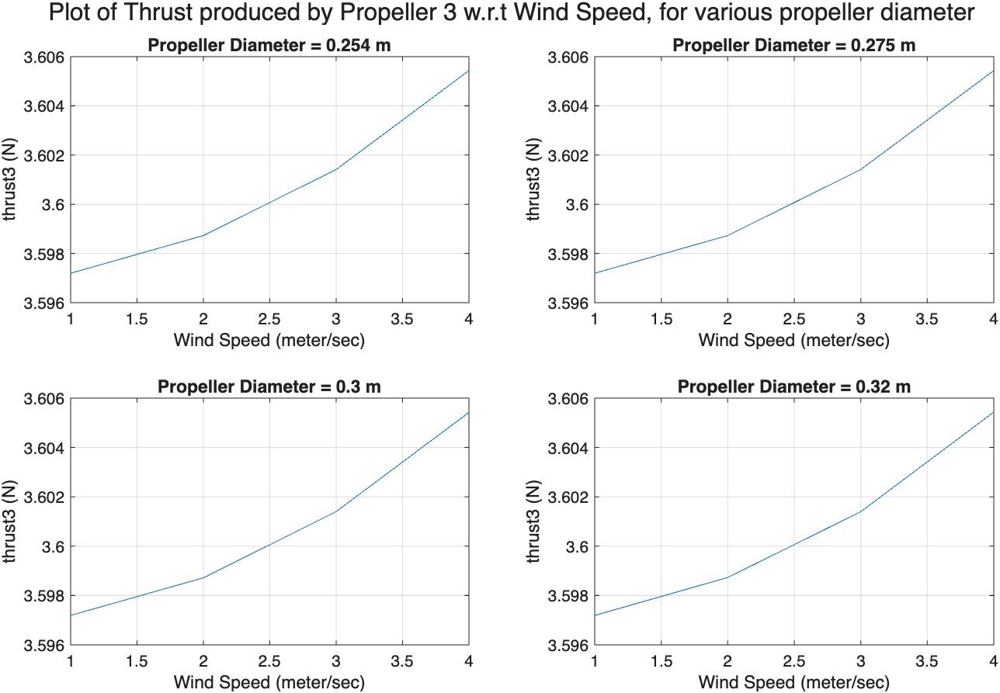 Plot of Thrust produced by Propeller 3 w.r.t Wind Speed, for various propeller diameter
Propeller Diameter = 0.254 m
3.606
3.604
3.602
3.6
3.598
3.596
thrust3 (N)
1 1.5 2 2.5 3 3.5 4
Wind Speed (meter/sec)
Propeller Diameter = 0.275 m
3.606
3.604
3.602
3.6
3.598
3.596
thrust3 (N)
1 1.5 2 2.5 3 3.5 4
Wind Speed (meter/sec)
Propeller Diameter = 0.3 m
3.606
3.604
3.602
3.6
3.598
3.596
thrust3 (N)
1 1.5 2 2.5 3 3.5 4
Wind Speed (meter/sec)
Propeller Diameter = 0.32 m
3.606
3.604
3.602
3.6
3.598
3.596
thrust3 (N)
1 1.5 2 2.5 3 3.5 4
Wind Speed (meter/sec)